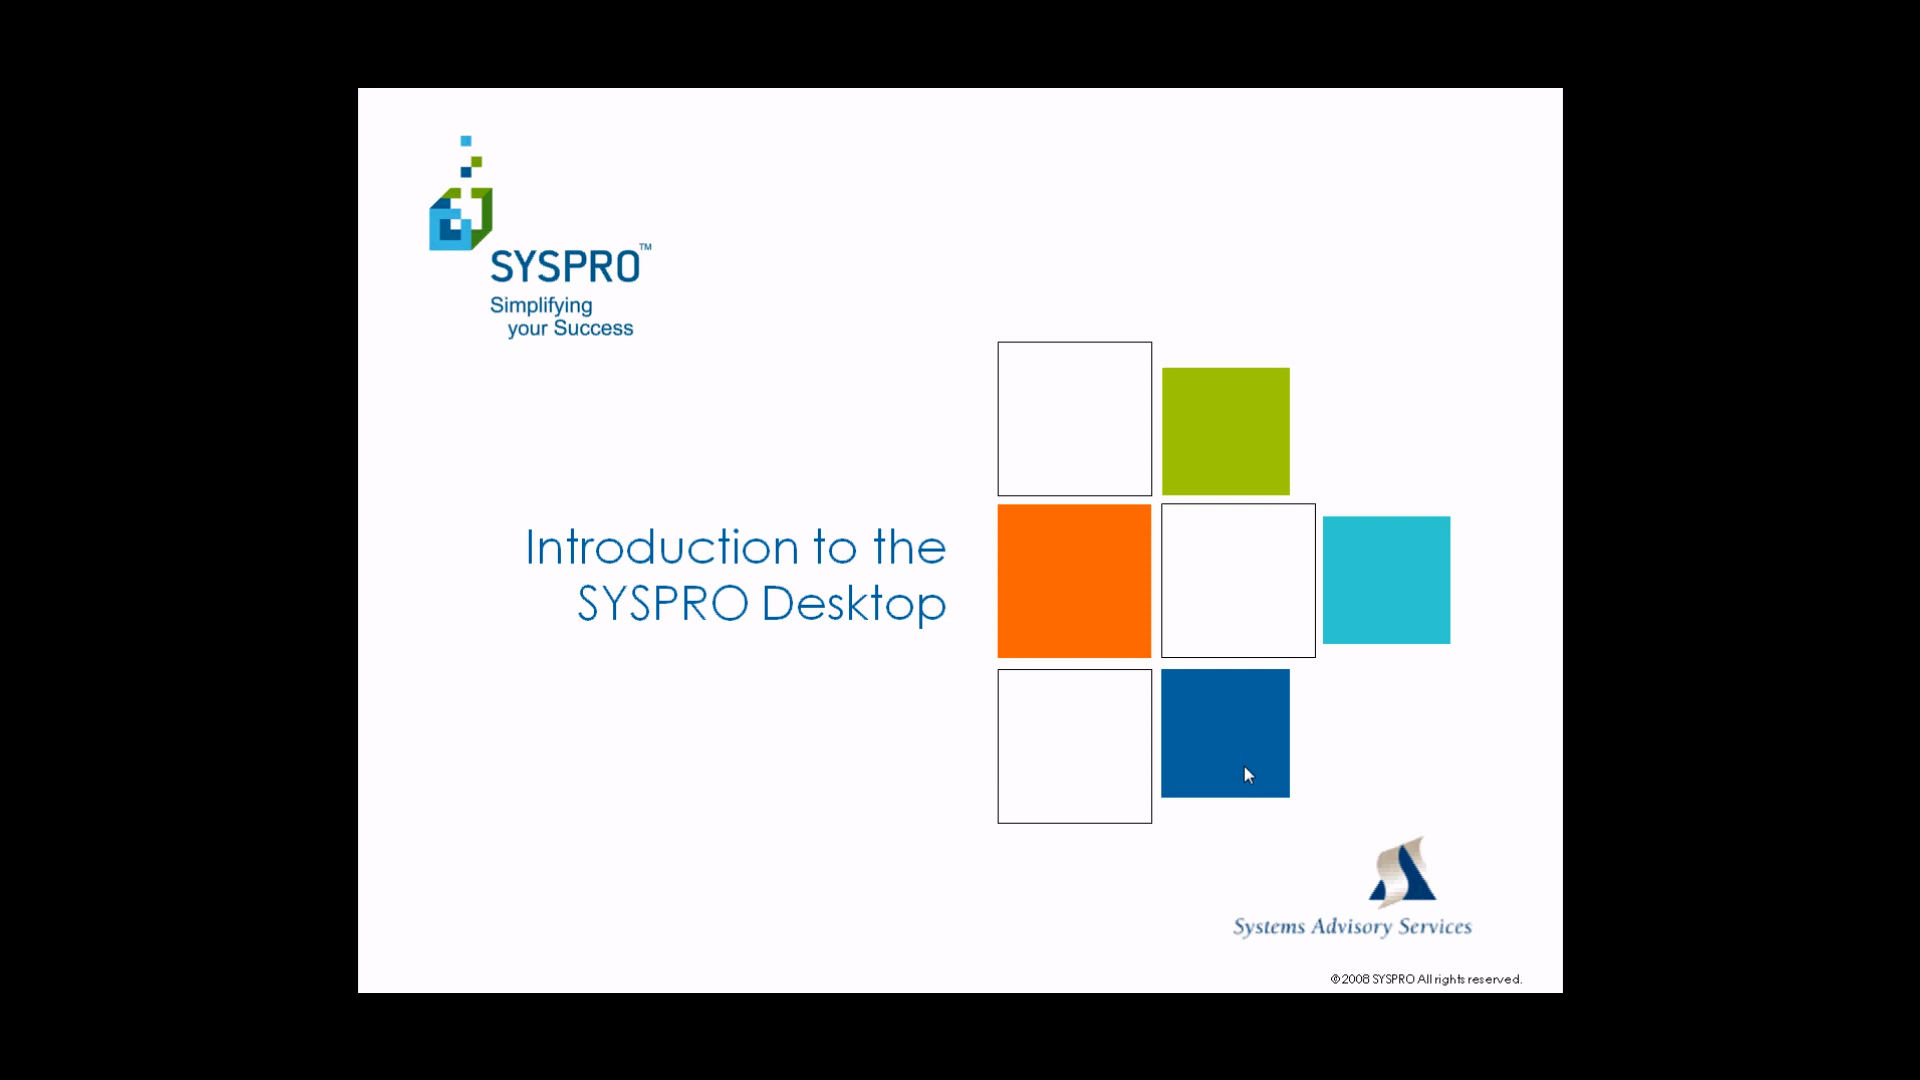 SYSPRO™
Simplifying
your Success
Introduction to the
SYSPRO Desktop
Systems Advisory Services
©2008 SYSPRO All rights reserved.